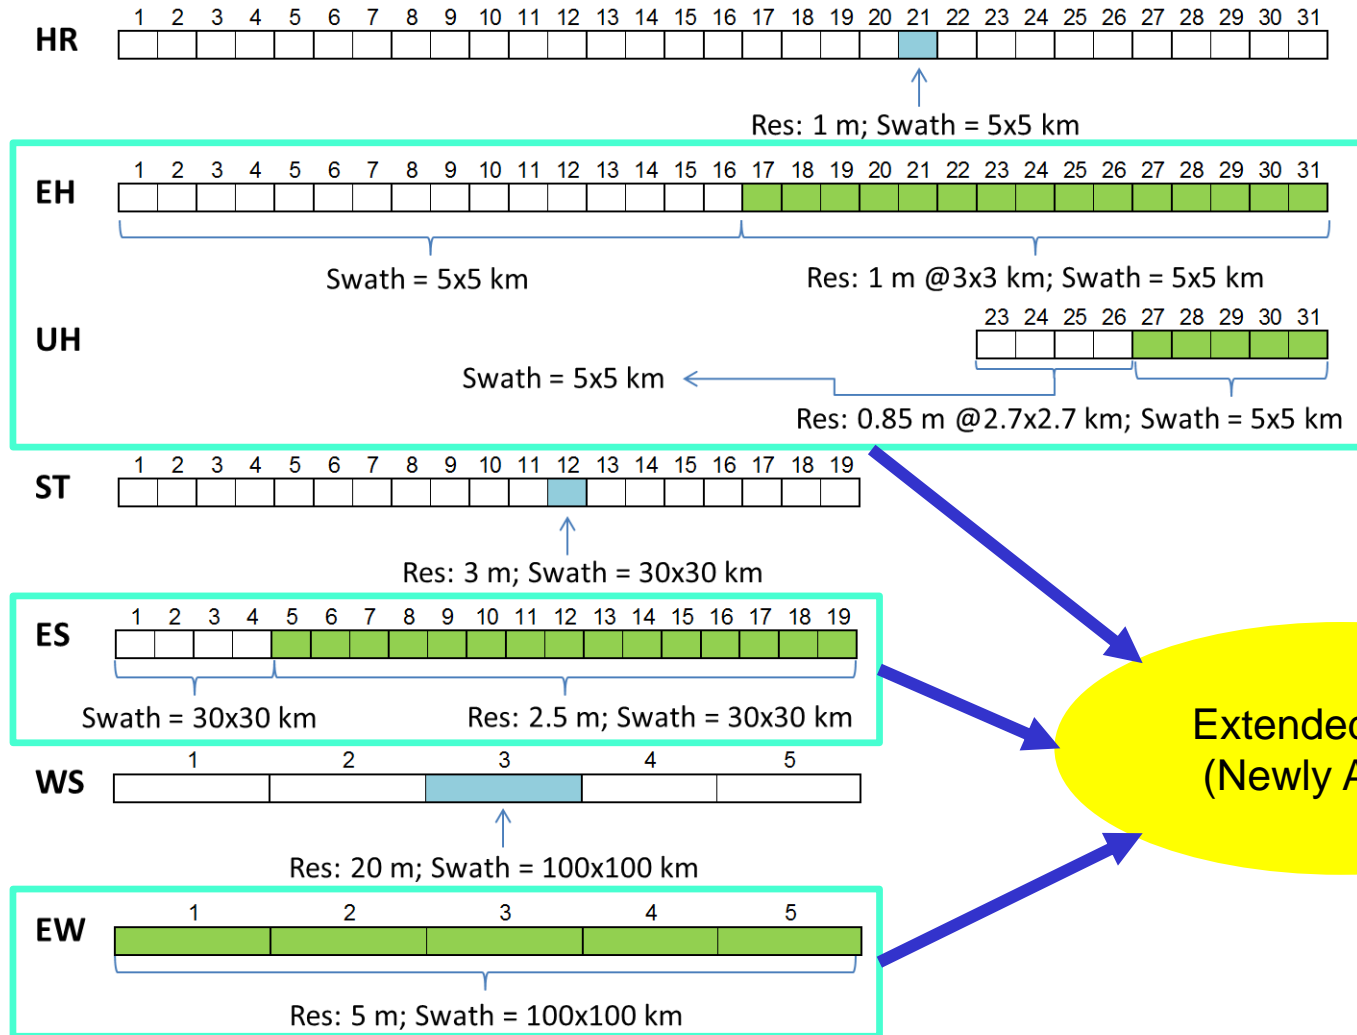 1 2 3 4 5 6 7 8 9 10 11 12 13 14 15 16 17 18 19 20 21 22 23 24 25 26 27 28 29 30 31
HR
Res: 1 m; Swath = 5x5 km
1 2 3 4 5 6 7 8 9 10 11 12 13 14 15 16 17 18 19 20 21 22 23 24 25 26 27 28 29 30 31
EH
Swath = 5x5 km
Res: 1 m @3x3 km; Swath = 5x5 km
23 24 25 26 27 28 29 30 31
UH
Swath = 5x5 km
Res: 0.85 m @2.7x2.7 km; Swath = 5x5 km
1 2 3 4 5 6 7 8 9 10 11 12 13 14 15 16 17 18 19
ST
Res: 3 m; Swath = 30x30 km
1 2 3 4 5 6 7 8 9 10 11 12 13 14 15 16 17 18 19
ES
Swath = 30x30 km
Res: 2.5 m; Swath = 30x30 km
1 2 3 4 5
WS
Res: 20 m; Swath = 100x100 km
1 2 3 4 5
EW
Res: 5 m; Swath = 100x100 km
Extended
(Newly A